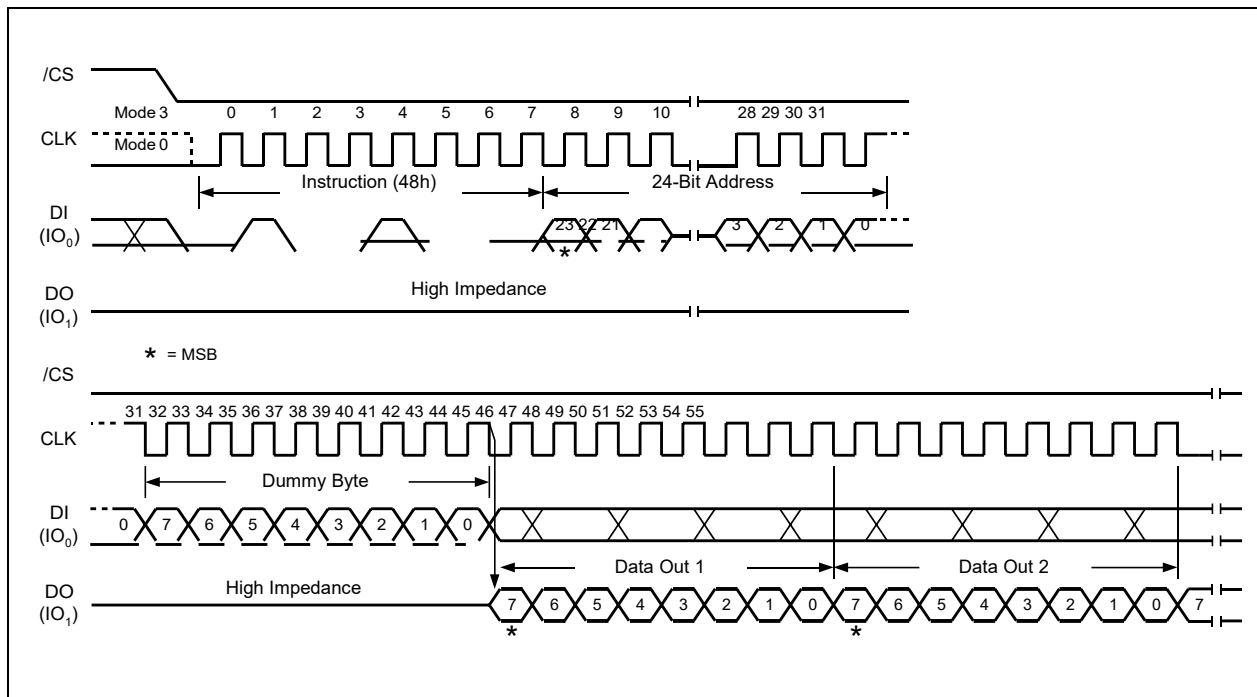 /CS
Mode 3 0 1 2 3 4 5 6 7 8 9 10 28 29 30 31
CLK
Mode 0
Instruction (48h) 24-Bit Address
DI
(IO0)
23 22 21 3 2 1 0
*
High Impedance
DO
(IO1)
* = MSB
/CS
31 32 33 34 35 36 37 38 39 40 41 42 43 44 45 46 47 48 49 50 51 52 53 54 55
CLK
Dummy Byte
DI
(IO0)
0 7 6 5 4 3 2 1 0
Data Out 1 Data Out 2
High Impedance
DO
(IO1)
7 6 5 4 3 2 1 0 7 6 5 4 3 2 1 0 7
* *